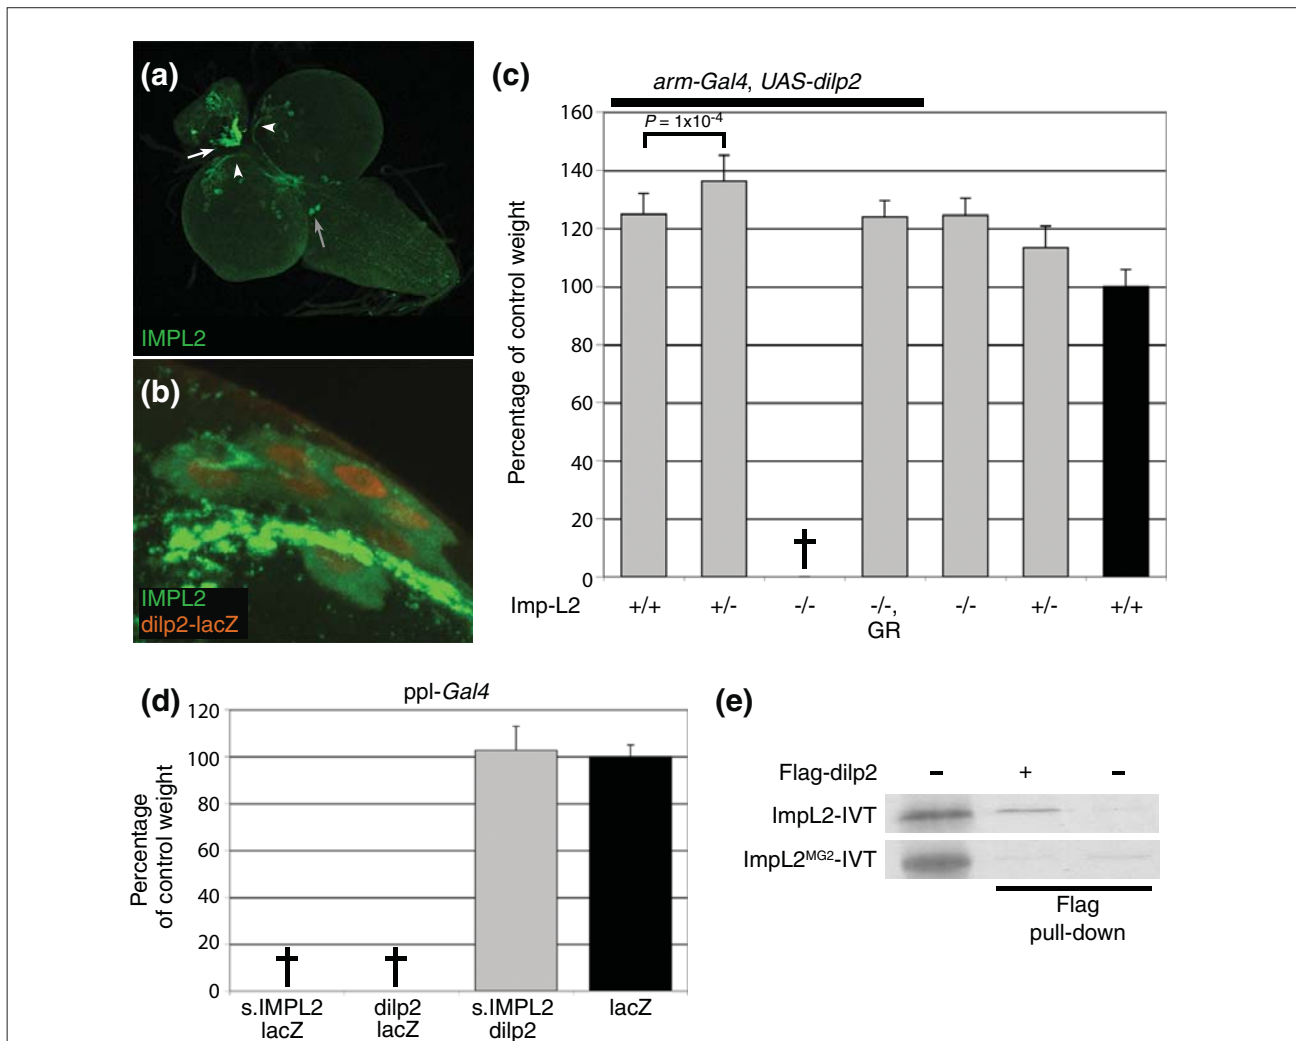 (a)
IMPL2
(b)
IMPL2
dilp2-lacZ
(c)
arm-Gal4, UAS-dilp2
P = 1x10-4
Percentage of control weight
160
140
120
100
80
60
40
20
0
Imp-L2 +/+ +/- -/- -/-, GR -/- +/- +/+
(d)
ppl-Gal4
Percentage
of control weight
120
100
80
60
40
20
0
s.IMPL2 lacZ
dilp2 lacZ
s.IMPL2 dilp2
lacZ
(e)
Flag-dilp2 – + –
ImpL2-IVT
ImpL2MG2-IVT
Flag
pull-down